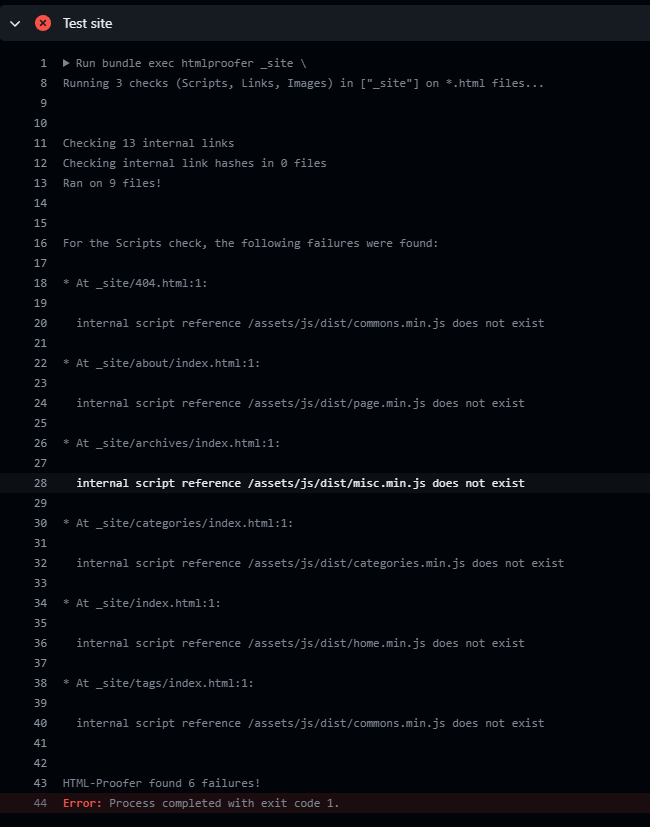 Test site
1 Run bundle exec htmlproofer _site \
8 Running 3 checks (Scripts, Links, Images) in ["_site"] on *.html files...
9
10
11 Checking 13 internal links
12 Checking internal link hashes in 0 files
13 Ran on 9 files!
14
15
16 For the Scripts check, the following failures were found:
17
18 * At _site/404.html:1:
19
20 internal script reference /assets/js/dist/commons.min.js does not exist
21
22 * At _site/about/index.html:1:
23
24 internal script reference /assets/js/dist/page.min.js does not exist
25
26 * At _site/archives/index.html:1:
27
28 internal script reference /assets/js/dist/misc.min.js does not exist
29
30 * At _site/categories/index.html:1:
31
32 internal script reference /assets/js/dist/categories.min.js does not exist
33
34 * At _site/index.html:1:
35
36 internal script reference /assets/js/dist/home.min.js does not exist
37
38 * At _site/tags/index.html:1:
39
40 internal script reference /assets/js/dist/commons.min.js does not exist
41
42
43 HTML-Proofer found 6 failures!
44 Error: Process completed with exit code 1.